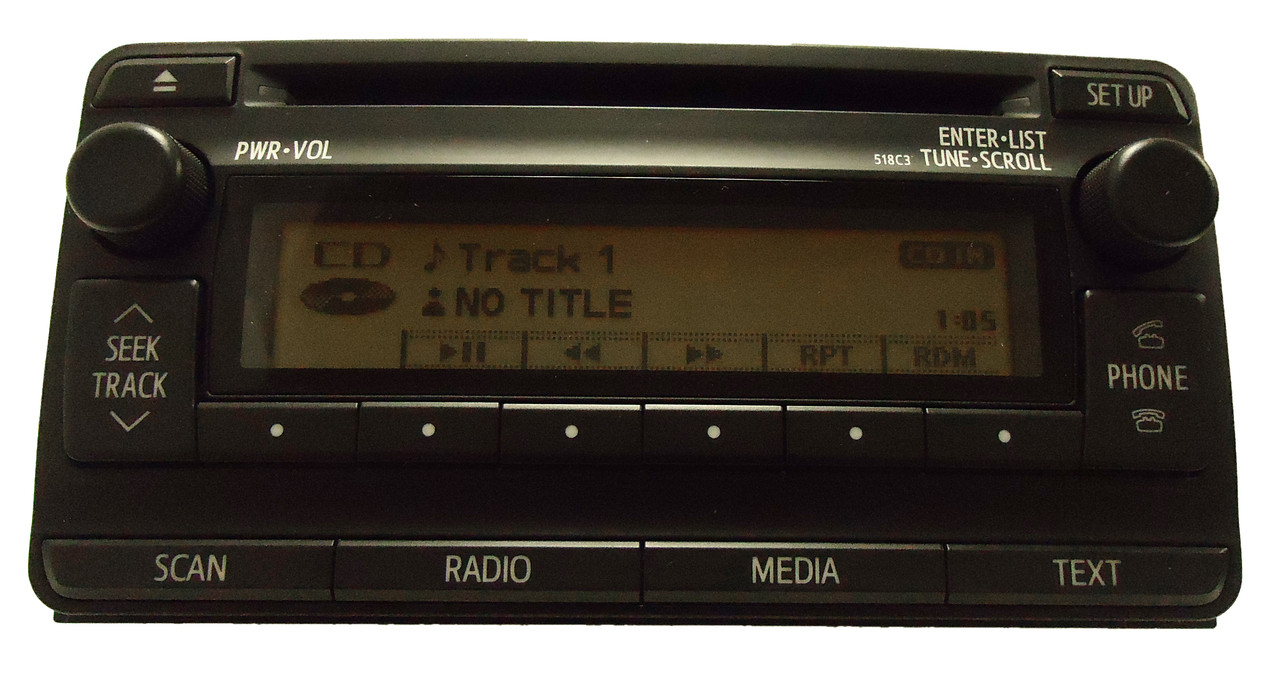 SET UP
PWR•VOL
ENTER•LIST
518C3 TUNE•SCROLL
CD ♪ Track 1 CD IN
NO TITLE
1:05
RPT RDM
SEEK
TRACK
PHONE
SCAN RADIO MEDIA TEXT